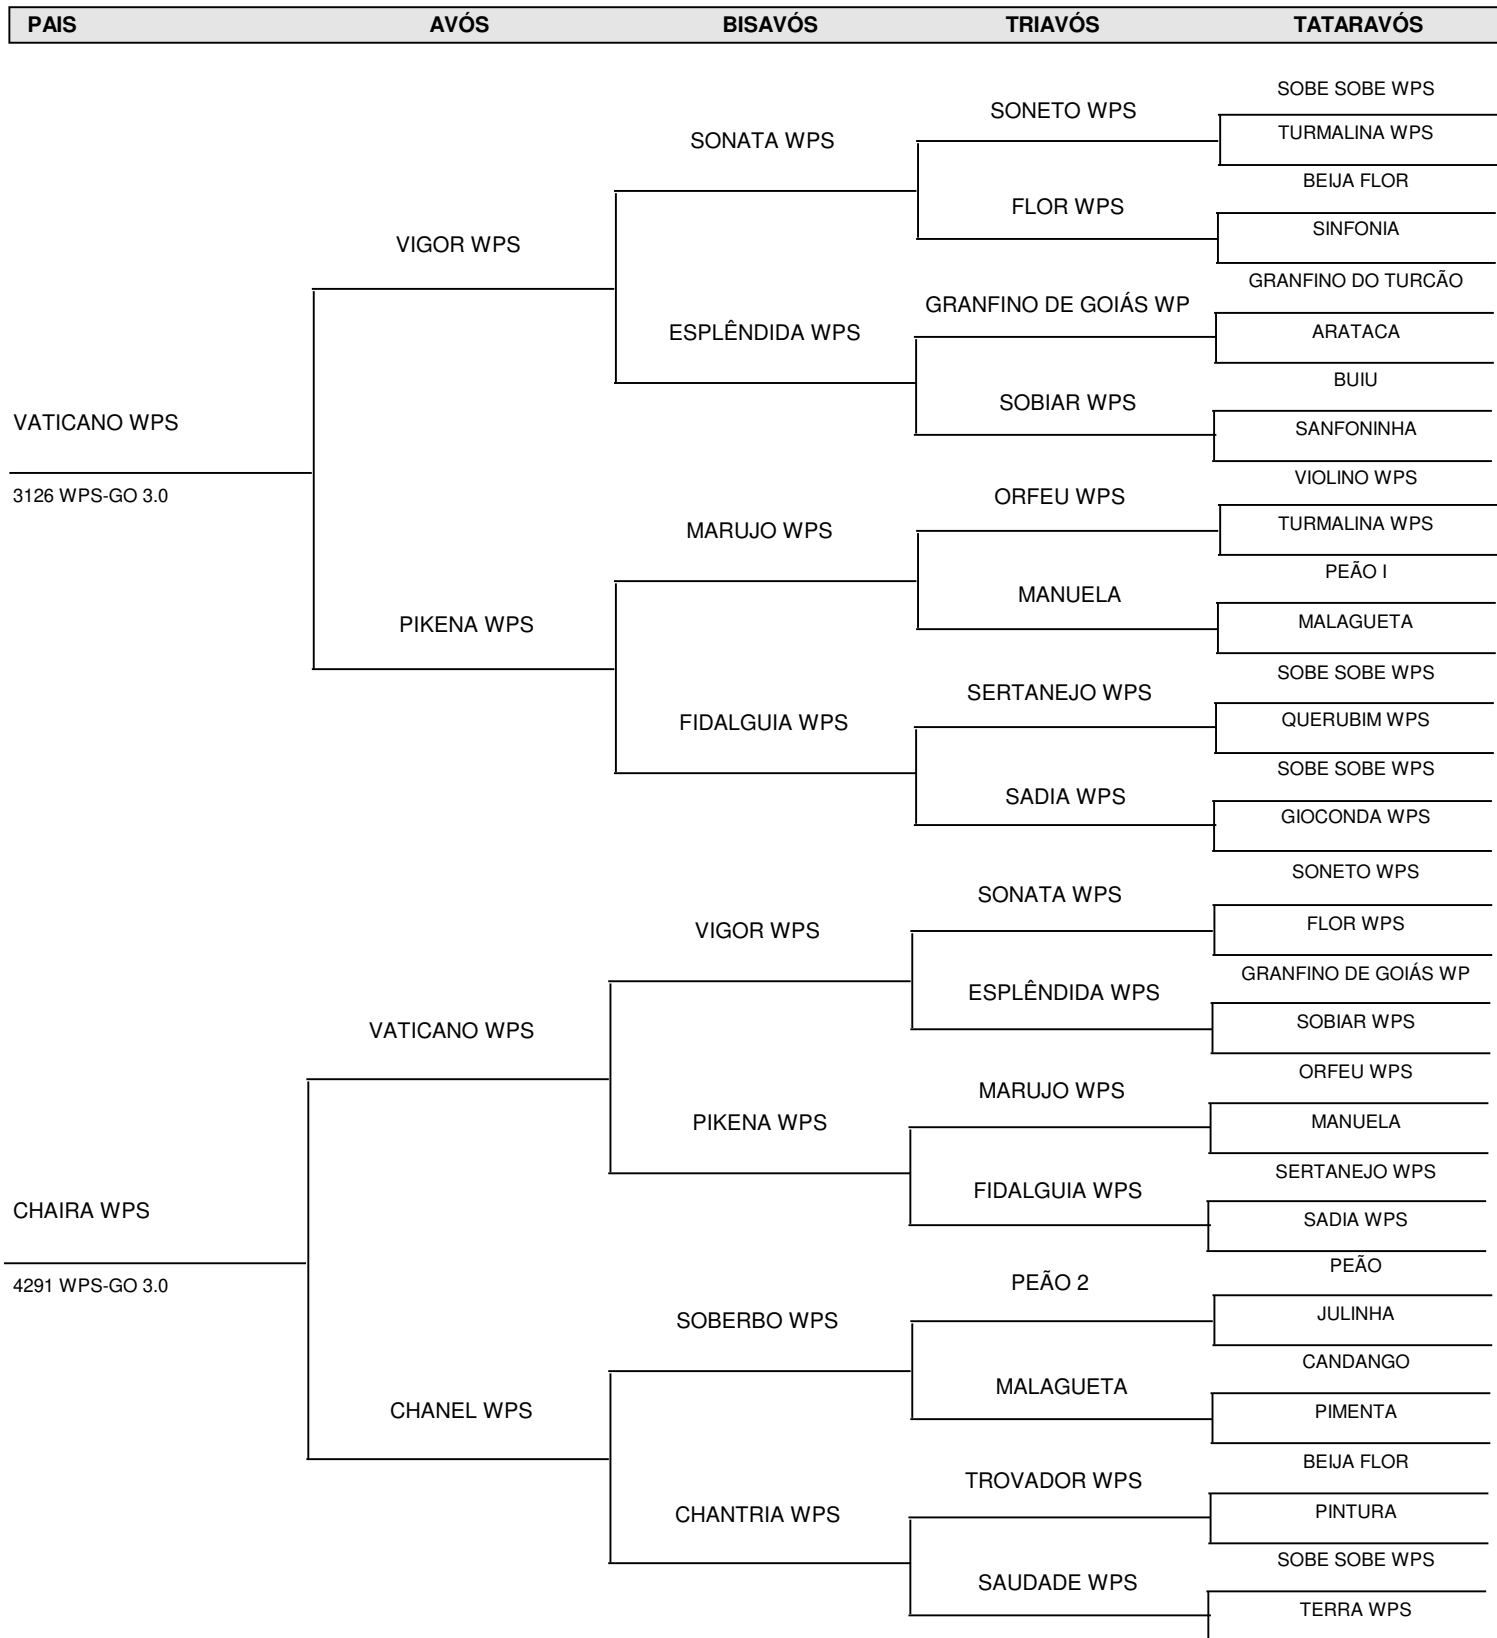 PAIS AVÓS BISAVÓS TRIAVÓS TATARAVÓS
SOBE SOBE WPS
SONETO WPS
TURMALINA WPS
SONATA WPS
BEIJA FLOR
FLOR WPS
SINFONIA
VIGOR WPS
GRANFINO DO TURCÃO
GRANFINO DE GOIÁS WP
ARATACA
ESPLÊNDIDA WPS
BUIU
SOBIAR WPS
SANFONINHA
VATICANO WPS
3126 WPS-GO 3.0
VIOLINO WPS
ORFEU WPS
TURMALINA WPS
MARUJO WPS
PEÃO I
MANUELA
MALAGUETA
PIKENA WPS
SOBE SOBE WPS
SERTANEJO WPS
QUERUBIM WPS
FIDALGUIA WPS
SOBE SOBE WPS
SADIA WPS
GIOCONDA WPS
SONETO WPS
SONATA WPS
FLOR WPS
VIGOR WPS
GRANFINO DE GOIÁS WP
ESPLÊNDIDA WPS
SOBIAR WPS
VATICANO WPS
ORFEU WPS
MARUJO WPS
MANUELA
PIKENA WPS
SERTANEJO WPS
FIDALGUIA WPS
SADIA WPS
CHAIRA WPS
4291 WPS-GO 3.0
PEÃO
PEÃO 2
JULINHA
SOBERBO WPS
CANDANGO
MALAGUETA
PIMENTA
CHANEL WPS
BEIJA FLOR
TROVADOR WPS
PINTURA
CHANTRIA WPS
SOBE SOBE WPS
SAUDADE WPS
TERRA WPS